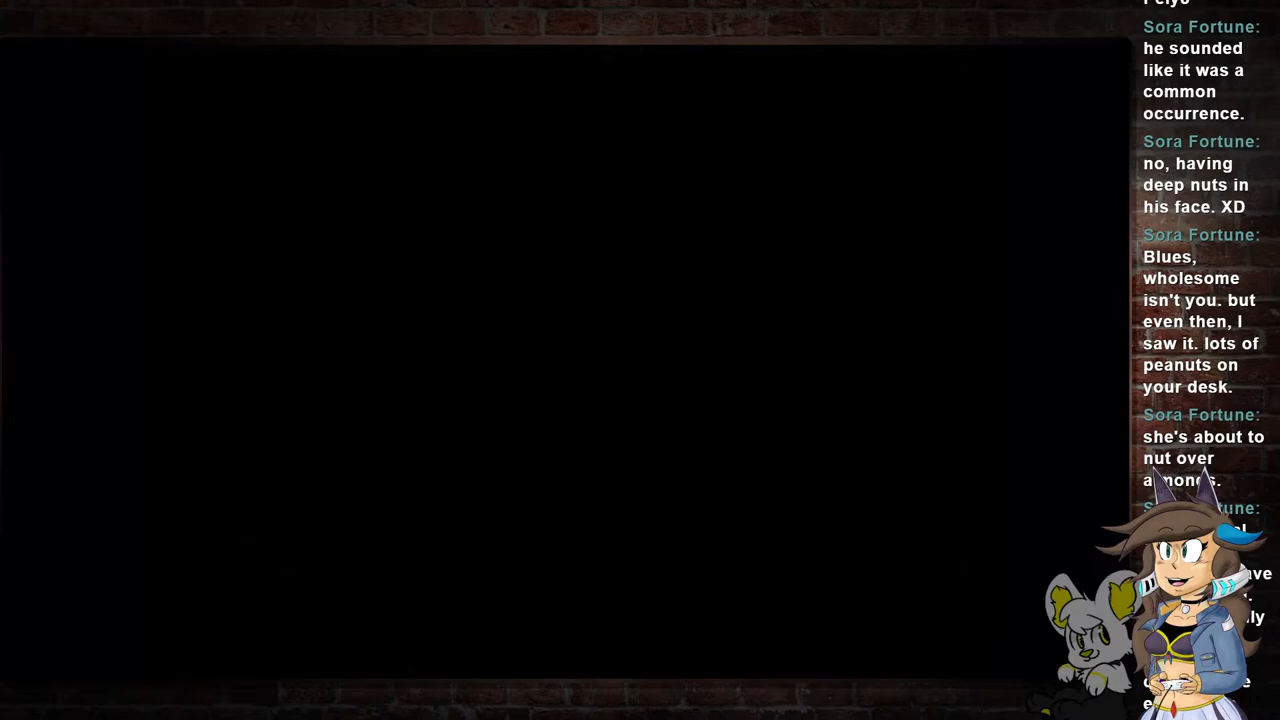 Sora Fortune:
he sounded
like it was a
common
occurrence.
Sora Fortune:
no, having
deep nuts in
his face. XD
Sora Fortune:
Blues,
wholesome
isn't you. but
even then, I
saw it. lots of
peanuts on
your desk.
Sora Fortune:
she's about to
nut over